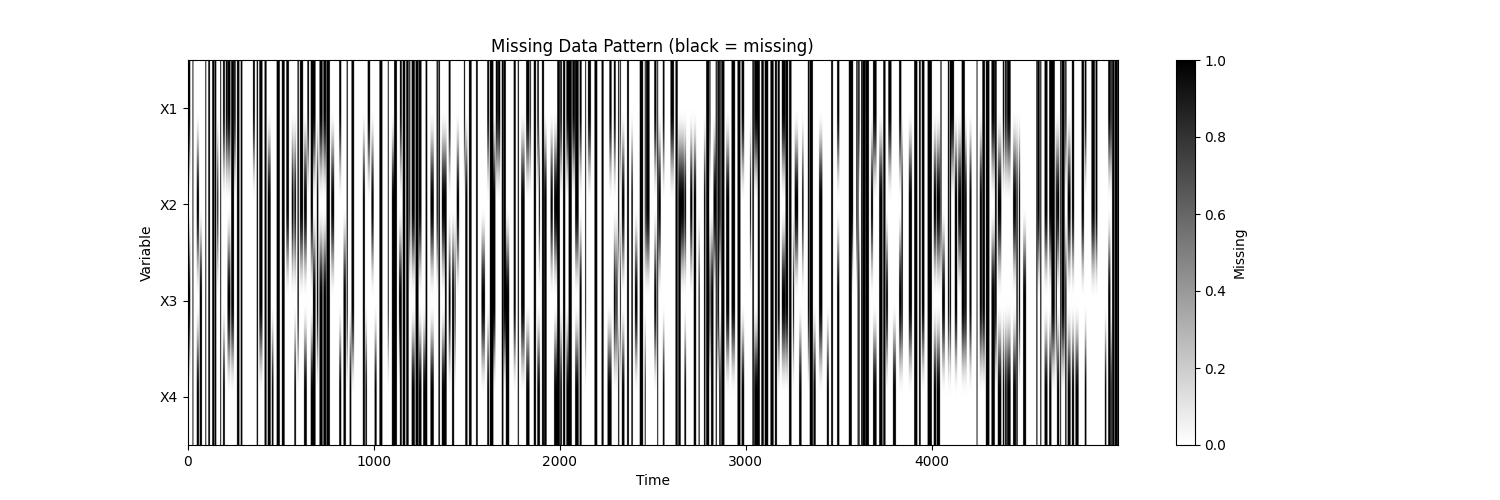 Missing Data Pattern (black = missing)
X1
X2
X3
X4
Variable
0 1000 2000 3000 4000
Time
1.0
0.8
0.6
0.4
0.2
0.0
Missing